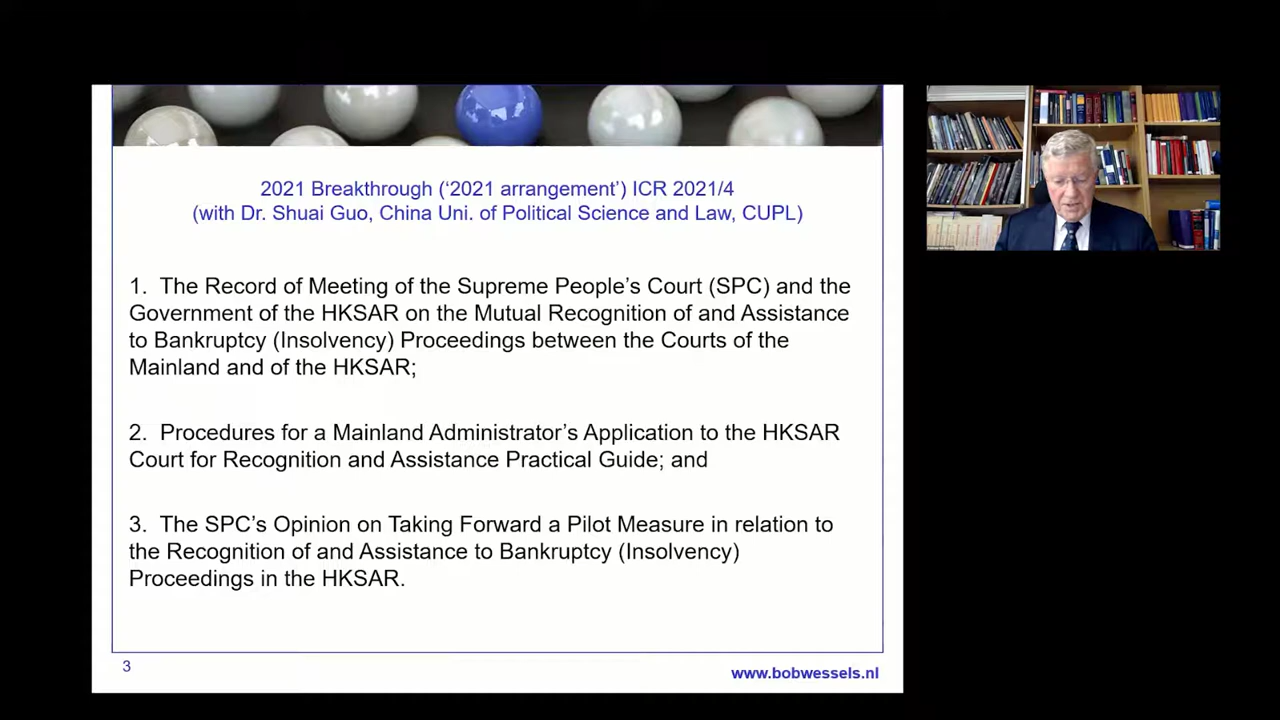 2021 Breakthrough (‘2021 arrangement’) ICR 2021/4
(with Dr. Shuai Guo, China Uni. of Political Science and Law, CUPL)
1. The Record of Meeting of the Supreme People’s Court (SPC) and the
Government of the HKSAR on the Mutual Recognition of and Assistance
to Bankruptcy (Insolvency) Proceedings between the Courts of the
Mainland and of the HKSAR;
2. Procedures for a Mainland Administrator’s Application to the HKSAR
Court for Recognition and Assistance Practical Guide; and
3. The SPC’s Opinion on Taking Forward a Pilot Measure in relation to
the Recognition of and Assistance to Bankruptcy (Insolvency)
Proceedings in the HKSAR.
3
www.bobwessels.nl